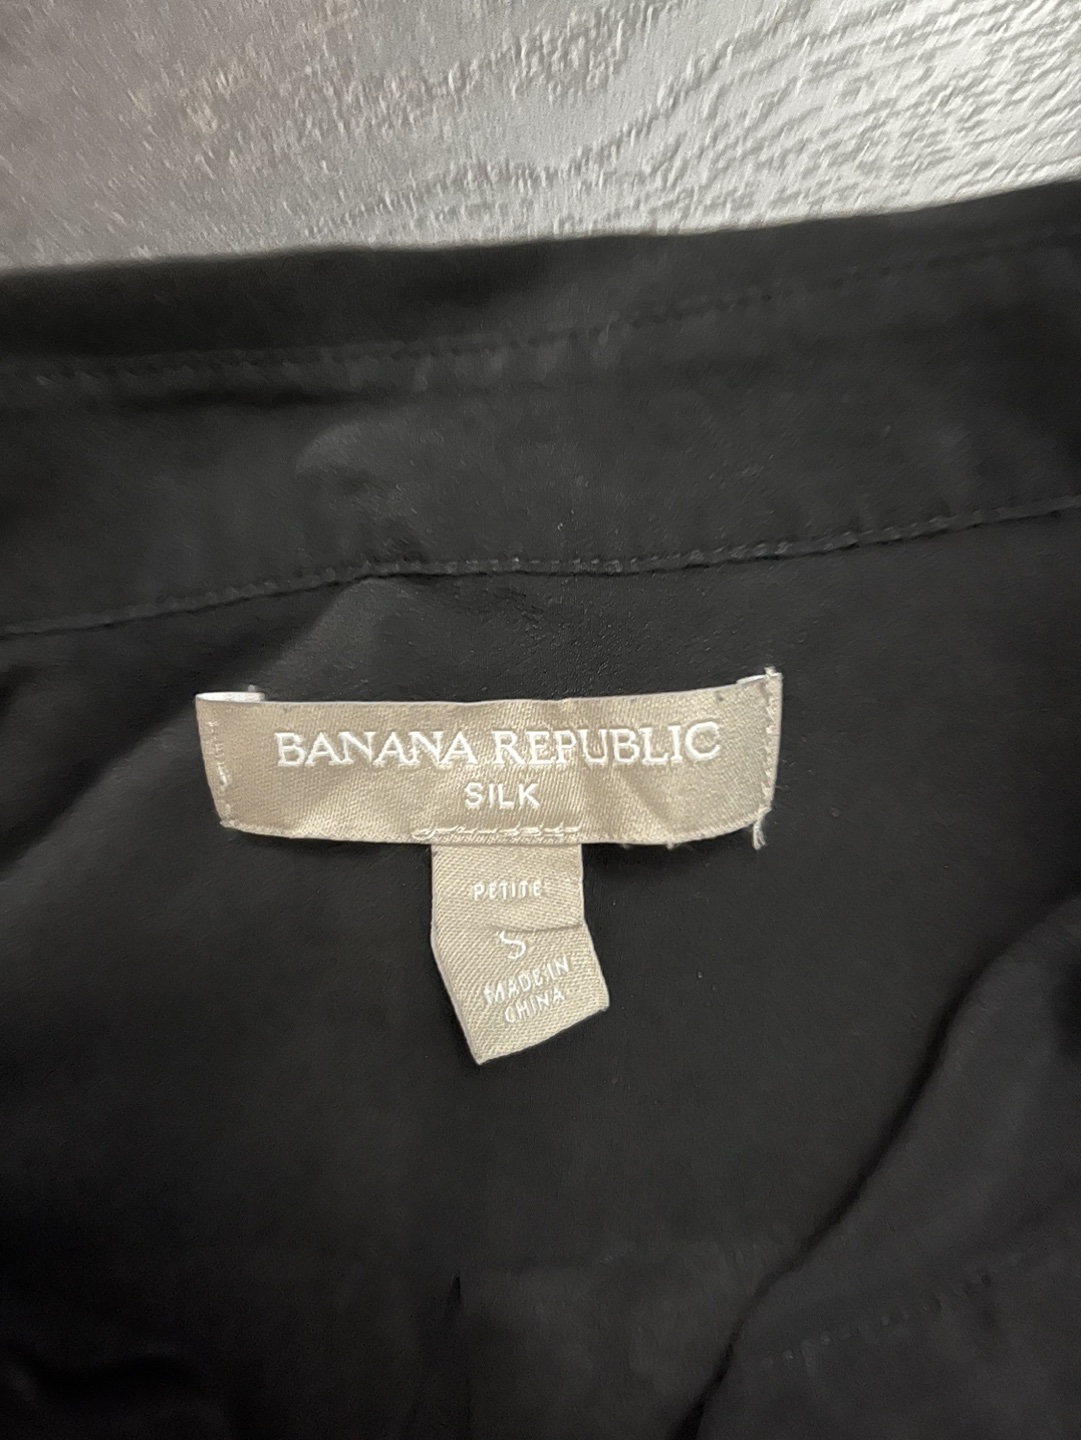 BANANA REPUBLIC
SILK
PETITE
S
MADE IN
CHINA